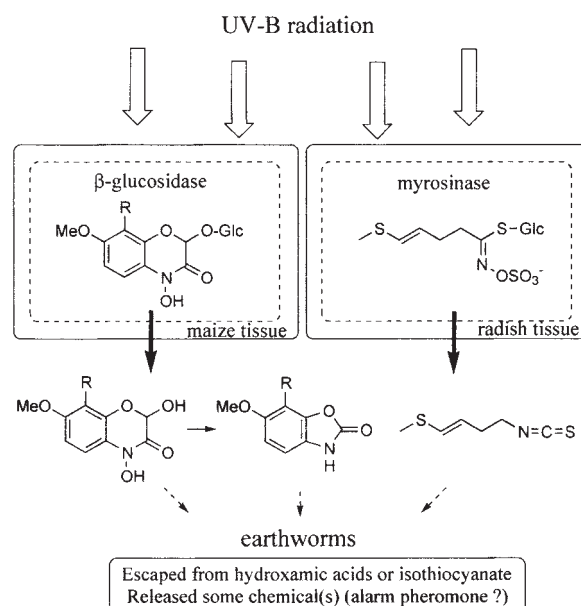 UV-B radiation
β-glucosidase
myrosinase
R
MeO
O
O-Glc
N
O
OH
S
S-Glc
N
OSO3-
maize tissue
radish tissue
R
MeO
O
OH
N
O
OH
R
MeO
O
O
N
H
S
N=C=S
earthworms
Escaped from hydroxamic acids or isothiocyanate
Released some chemical(s) (alarm pheromone ?)